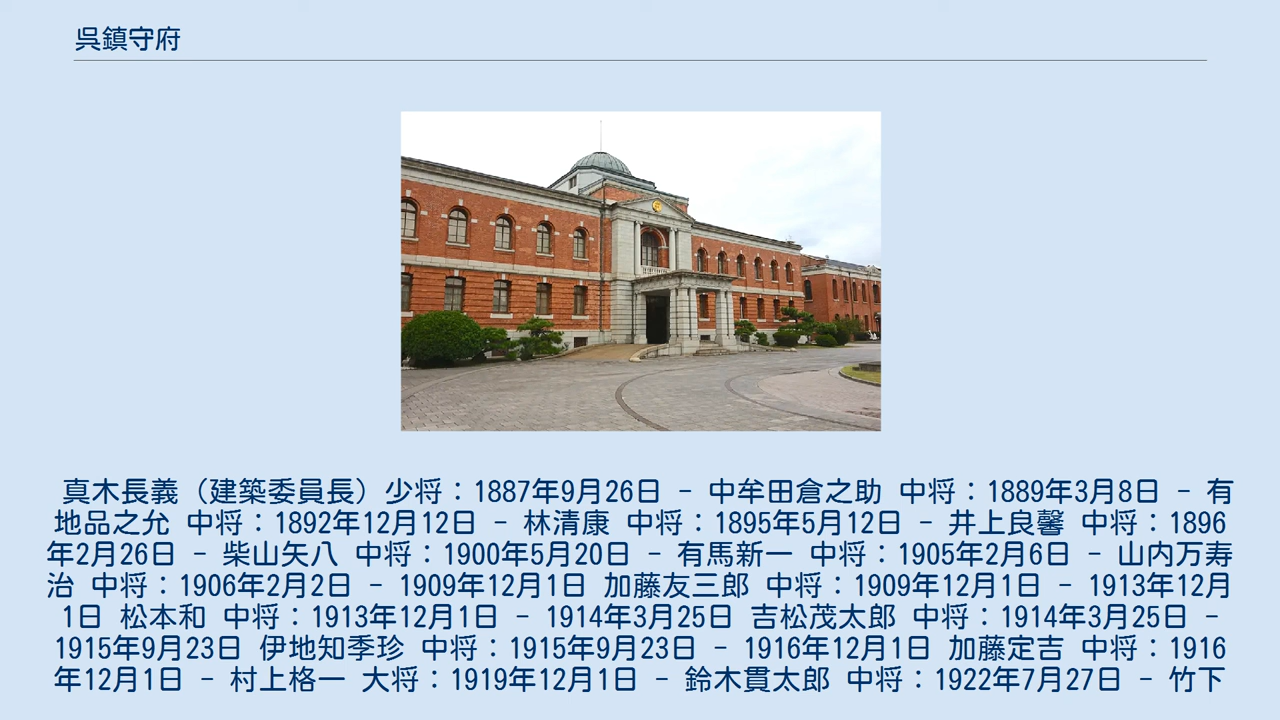 呉鎮守府
真木長義（建築委員長）少将：1887年9月26日 - 中牟田倉之助 中将：1889年3月8日 - 有
地品之允 中将：1892年12月12日 - 林清康 中将：1895年5月12日 - 井上良馨 中将：1896
年2月26日 - 柴山矢八 中将：1900年5月20日 - 有馬新一 中将：1905年2月6日 - 山内万寿
治 中将：1906年2月2日 - 1909年12月1日 加藤友三郎 中将：1909年12月1日 - 1913年12月
1日 松本和 中将：1913年12月1日 - 1914年3月25日 吉松茂太郎 中将：1914年3月25日 -
1915年9月23日 伊地知季珍 中将：1915年9月23日 - 1916年12月1日 加藤定吉 中将：1916
年12月1日 - 村上格一 大将：1919年12月1日 - 鈴木貫太郎 中将：1922年7月27日 - 竹下